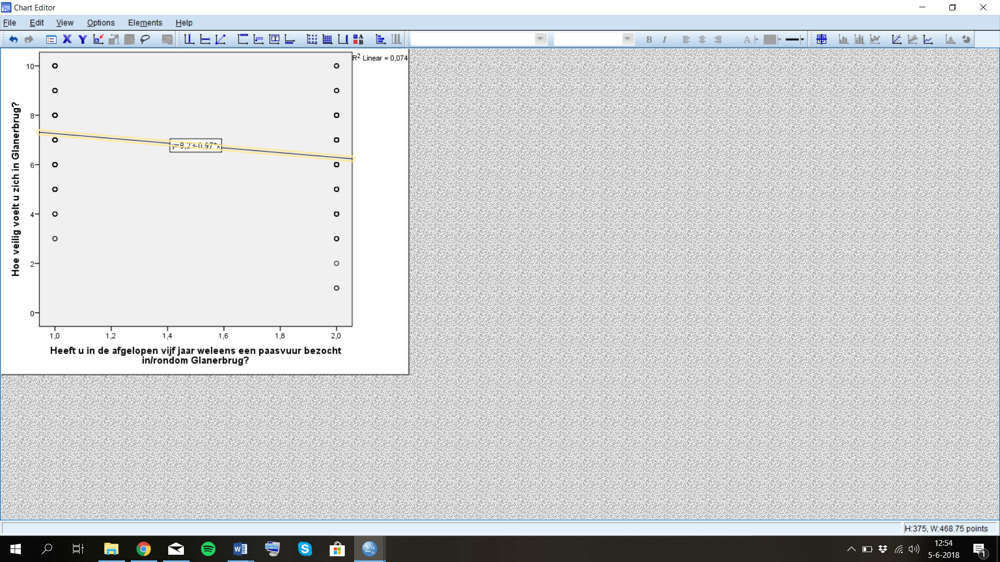 Chart Editor
File Edit View Options Elements Help
X Y T A B B I A
R² Linear = 0,074
10
8
6
4
2
0
Hoe veilig voelt u zich in Glanerbrug?
y=8,23-0,97*x
1,0 1,2 1,4 1,6 1,8 2,0
Heeft u in de afgelopen vijf jaar weleens een paasvuur bezocht
in/rondom Glanerbrug?
H:375, W:468.75 points
12:54
5-6-2018
1